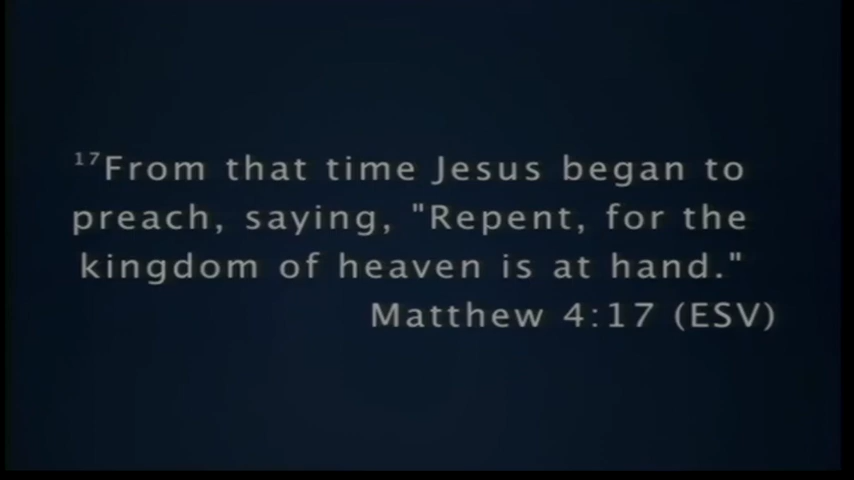 ¹⁷From that time Jesus began to
preach, saying, "Repent, for the
kingdom of heaven is at hand."
Matthew 4:17 (ESV)